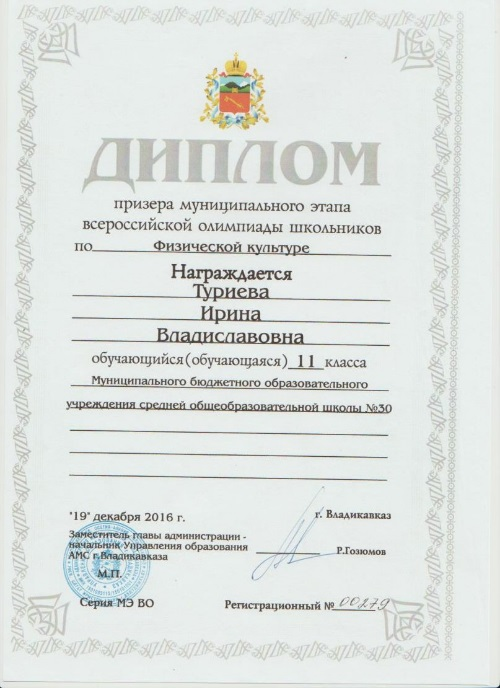 ДИПЛОМ
призера муниципального этапа
всероссийской олимпиады школьников
по Физической культуре
Награждается
Туриева
Ирина
Владиславовна
обучающийся(обучающаяся) 11 класса
Муниципального бюджетного образовательного
учреждения средней общеобразовательной школы №30
"19" декабря 2016 г.
г. Владикавказ
Заместитель главы администрации -
начальник Управления образования
АМС г.Владикавказа
Р.Гозюмов
М.П.
Серия МЭ ВО
Регистрационный № 00279